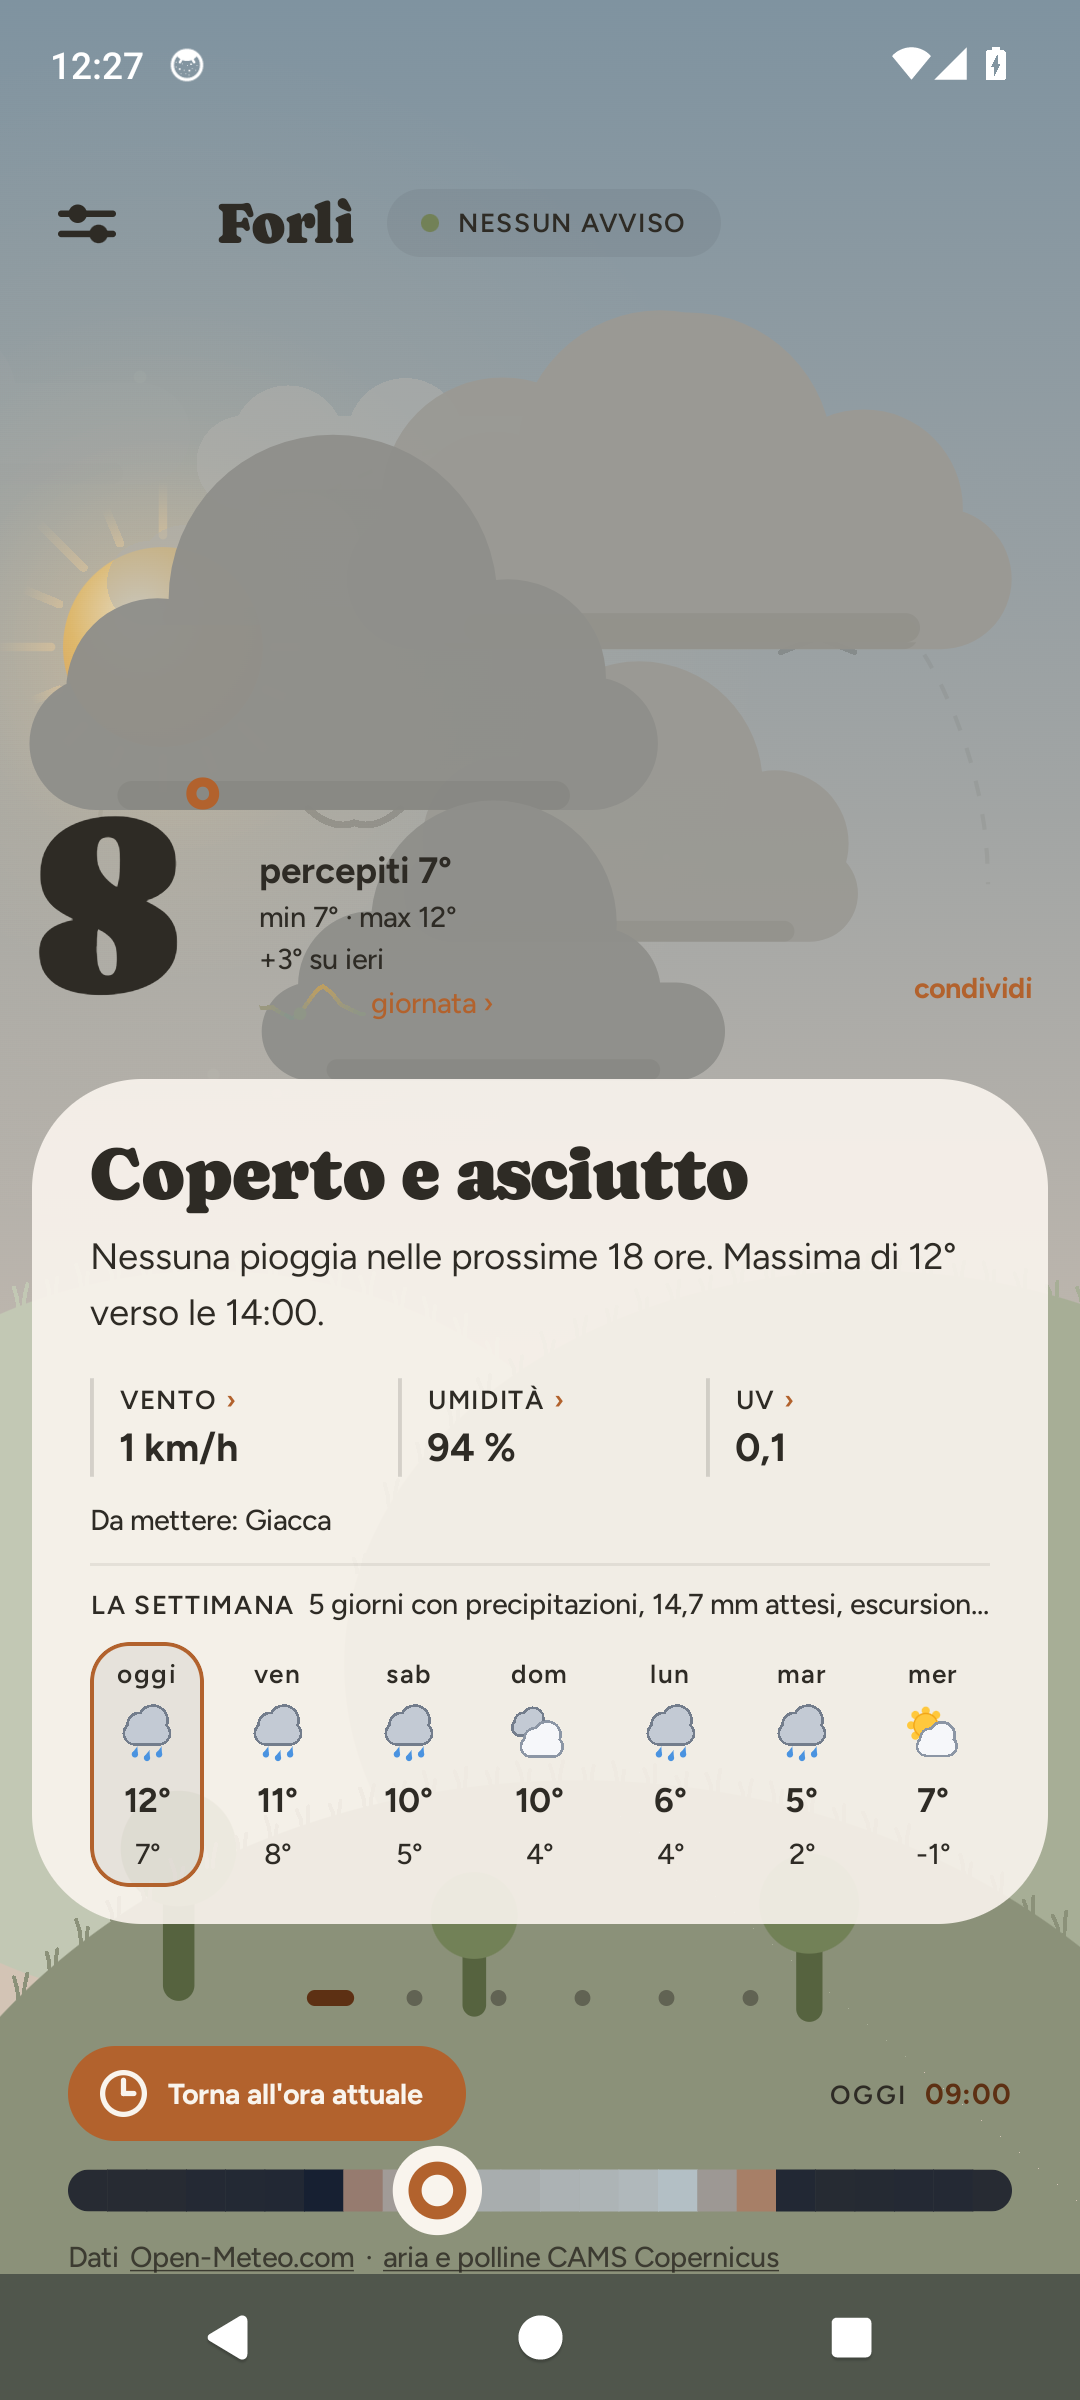 12:27
Forlì
NESSUN AVVISO
8
percepiti 7°
min 7° · max 12°
+3° su ieri
giornata ›
condividi
Coperto e asciutto
Nessuna pioggia nelle prossime 18 ore. Massima di 12°
verso le 14:00.
VENTO › UMIDITÀ › UV ›
1 km/h 94 % 0,1
Da mettere: Giacca
LA SETTIMANA 5 giorni con precipitazioni, 14,7 mm attesi, escursion...
oggi ven sab dom lun mar mer
12° 11° 10° 10° 6° 5° 7°
7° 8° 5° 4° 4° 2° -1°
Torna all'ora attuale
OGGI 09:00
Dati Open-Meteo.com · aria e polline CAMS Copernicus